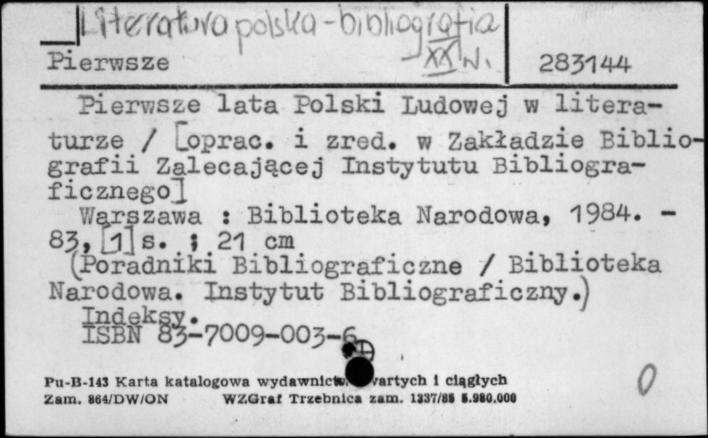 Literatura polska - bibliografia
- XX w.
Pierwsze 283144
Pierwsze lata Polski Ludowej w litera-
turze / [oprac. i zred. w Zakładzie Biblio-
grafii Zalecającej Instytutu Bibliogra-
ficznego]
Warszawa : Biblioteka Narodowa, 1984. -
83, [1] s. ; 21 cm
(Poradniki Bibliograficzne / Biblioteka
Narodowa. Instytut Bibliograficzny.)
Indeksy.
ISBN 83-7009-003-6
Pu-B-143 Karta katalogowa wydawnictw zwartych i ciągłych
Zam. 864/DW/ON WZGraf Trzebnica zam. 1337/85 5.980.000
0